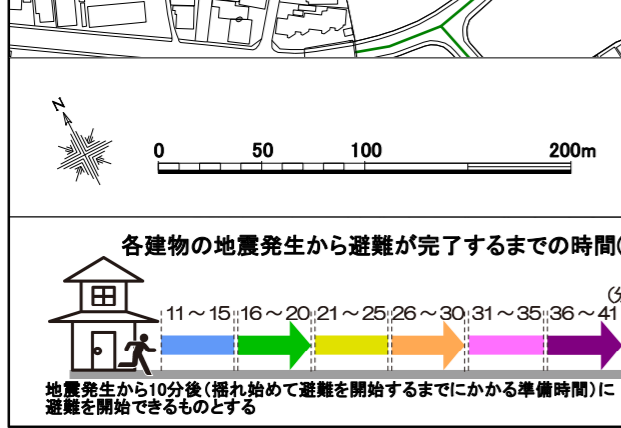 N
0 50 100 200m
各建物の地震発生から避難が完了するまでの時間(
11～15 16～20 21～25 26～30 31～35 36～41
地震発生から10分後（揺れ始めて避難を開始するまでにかかる準備時間）に
避難を開始できるものとする